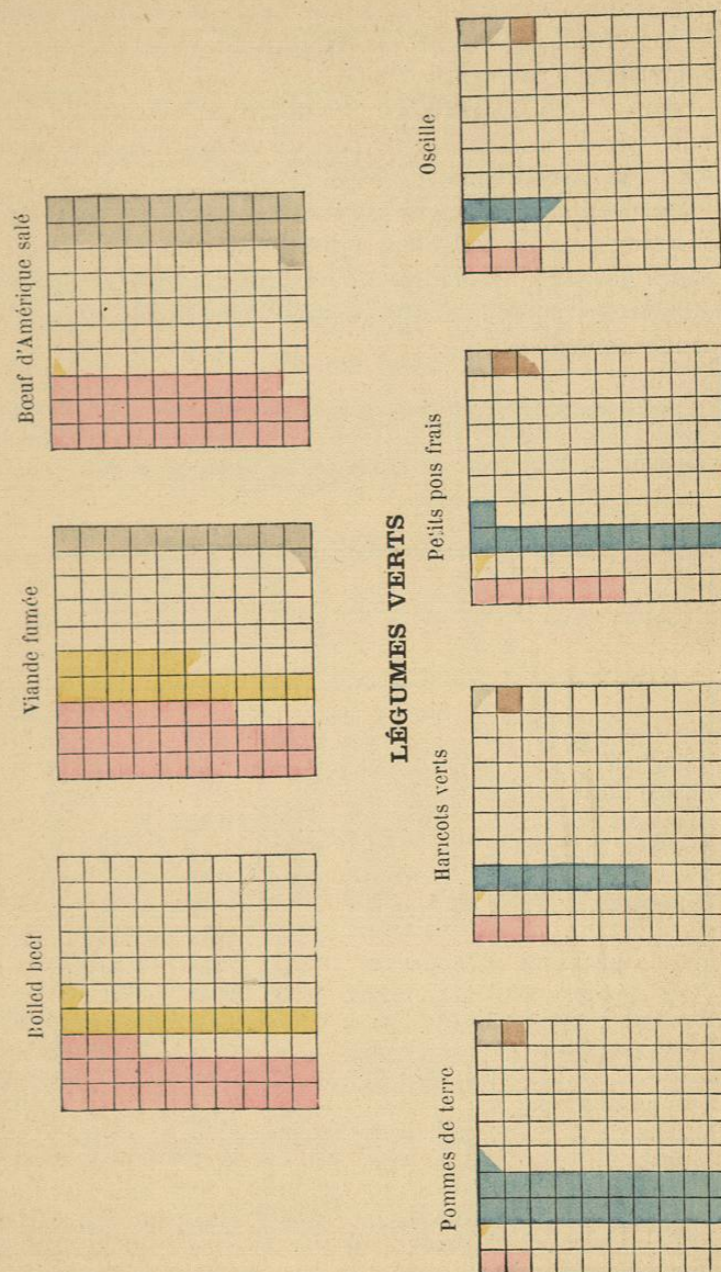 Boiled beef
Viande fumée
Bœuf d'Amérique salé
LÉGUMES VERTS
Pommes de terre
Haricots verts
Petits pois frais
Oseille